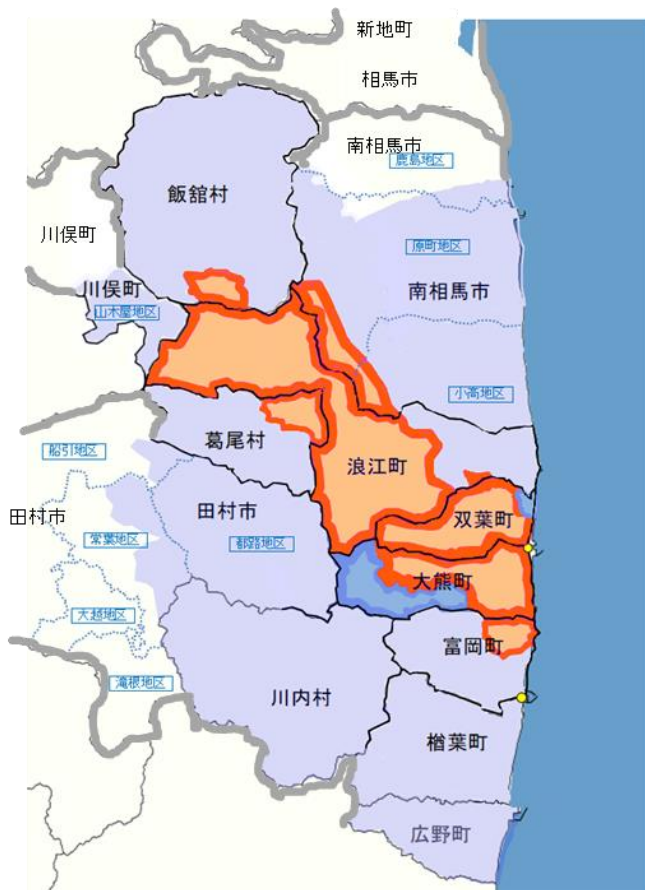 新地町
相馬市
南相馬市
鹿島地区
飯舘村
川俣町
原町地区
川俣町
南相馬市
山木屋地区
小高地区
葛尾村
船引地区
浪江町
田村市
田村市
双葉町
常葉地区
都路地区
大熊町
大越地区
富岡町
滝根地区
川内村
楢葉町
広野町